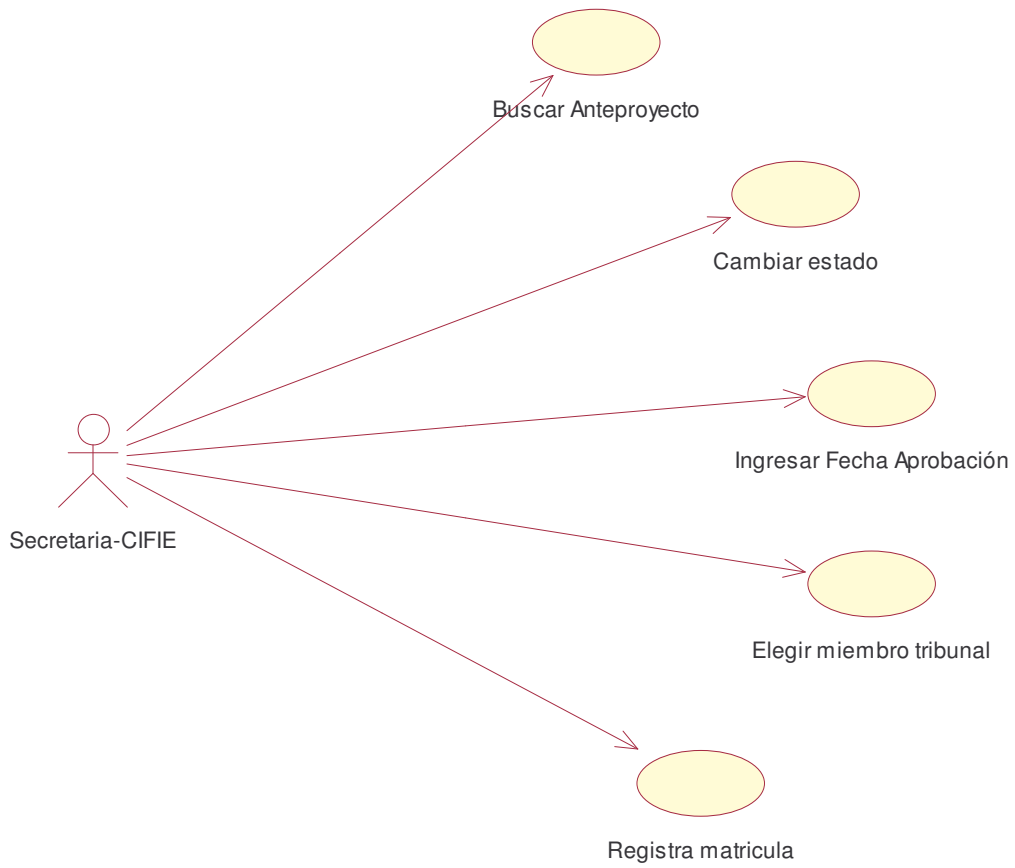 Buscar Anteproyecto
Cambiar estado
Ingresar Fecha Aprobación
Secretaria-CIFIE
Elegir miembro tribunal
Registra matricula